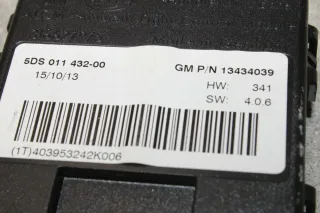 5DS 011 432-00 GM P/N 13434039
15/10/13 HW: 341
SW: 4.0.6
(1T)403953242K006